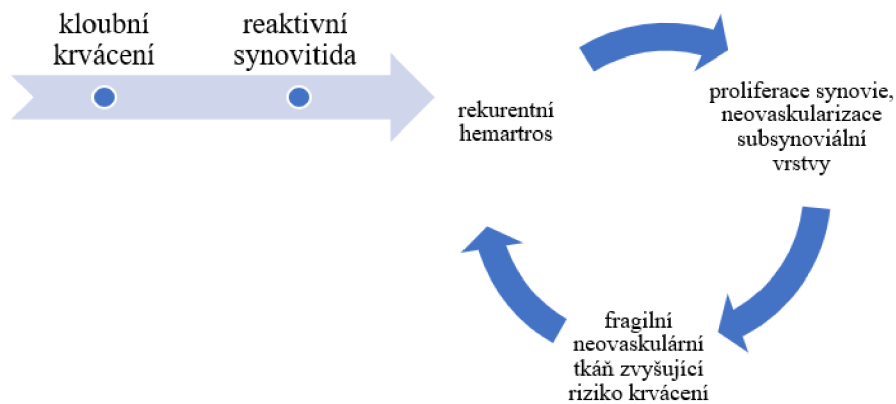 kloubní
krvácení
reaktivní
synovitida
rekurentní
hemartros
proliferace synovie,
neovaskularizace
subsynoviální
vrstvy
fragilní
neovaskulární
tkáň zvyšující
riziko krvácení